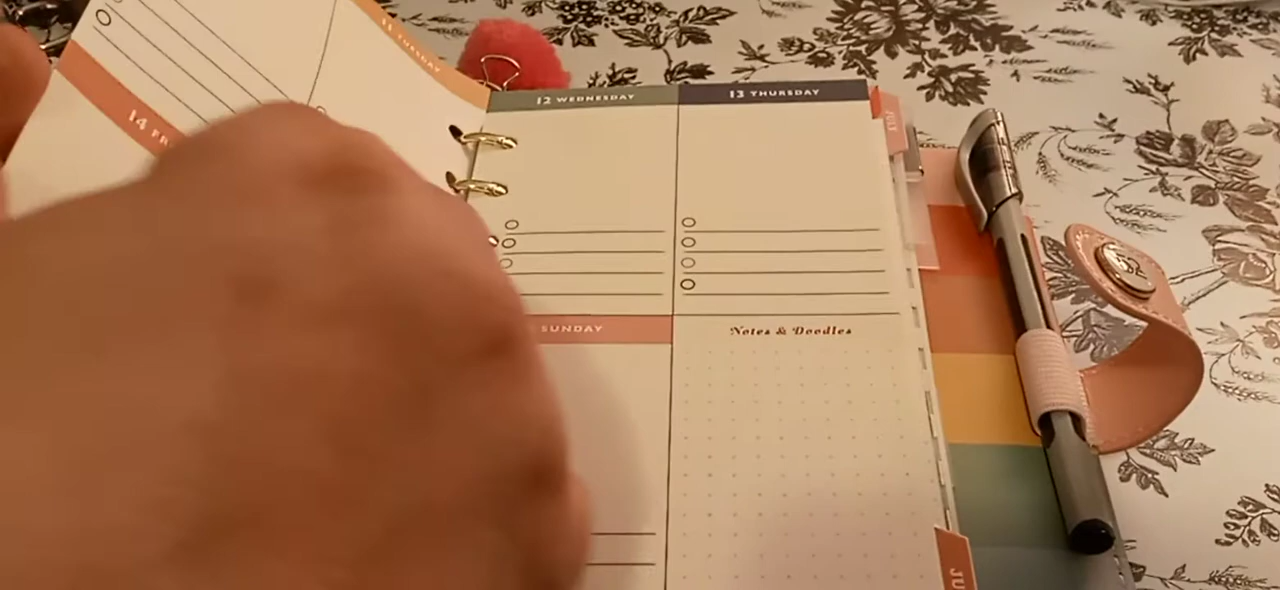 11 TUESDAY
14 FR
12 WEDNESDAY
13 THURSDAY
JULY
SUNDAY
Notes & Doodles
JU